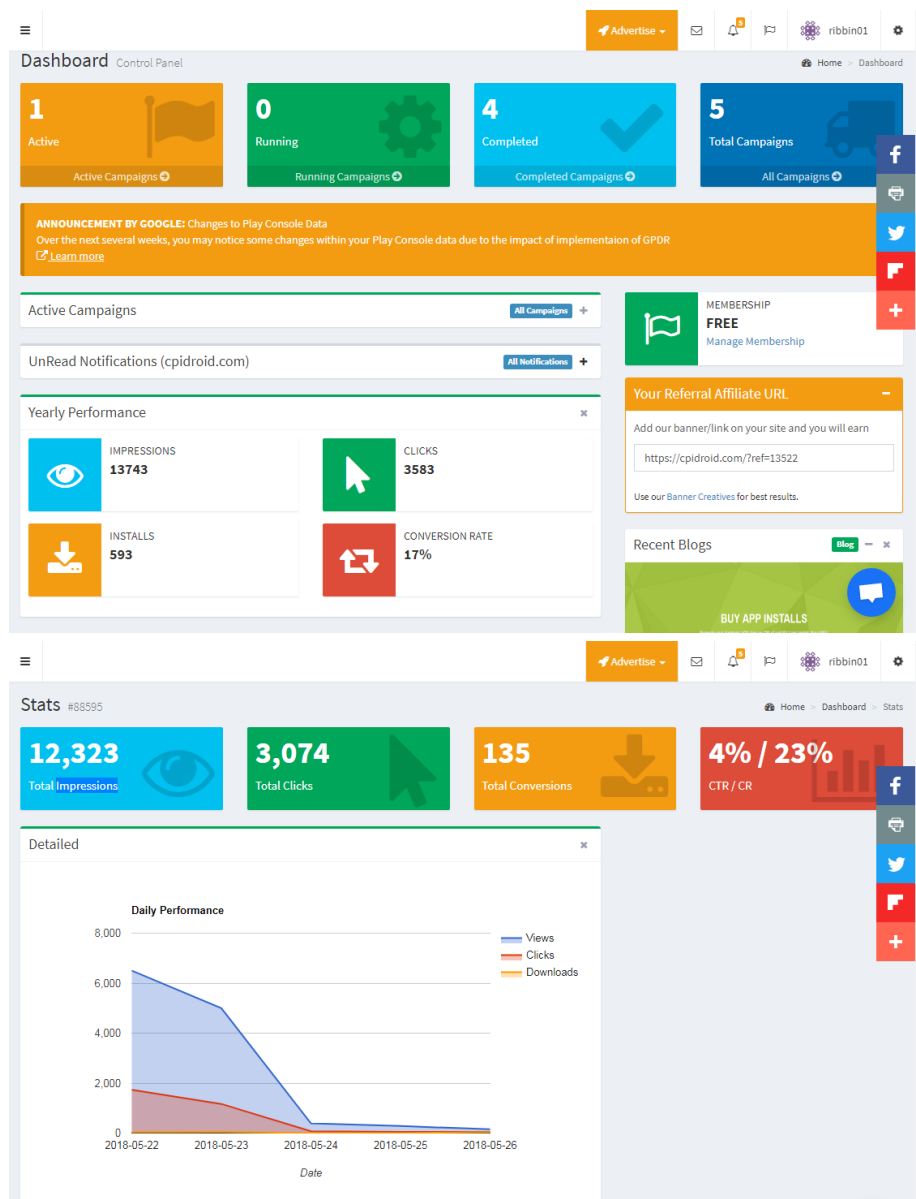 Advertise
5
ribbin01
Dashboard Control Panel
Home > Dashboard
1
Active
Active Campaigns
0
Running
Running Campaigns
4
Completed
Completed Campaigns
5
Total Campaigns
All Campaigns
ANNOUNCEMENT BY GOOGLE: Changes to Play Console Data
Over the next several weeks, you may notice some changes within your Play Console data due to the impact of implementaion of GPDR
Learn more
Active Campaigns All Campaigns
UnRead Notifications (cpidroid.com) All Notifications
Yearly Performance
IMPRESSIONS
13743
CLICKS
3583
INSTALLS
593
CONVERSION RATE
17%
MEMBERSHIP
FREE
Manage Membership
Your Referral Affiliate URL
Add our banner/link on your site and you will earn
https://cpidroid.com/?ref=13522
Use our Banner Creatives for best results.
Recent Blogs Blog
BUY APP INSTALLS
Advertise
5
ribbin01
Stats #88595
Home > Dashboard > Stats
12,323
Total Impressions
3,074
Total Clicks
135
Total Conversions
4% / 23%
CTR / CR
Detailed
Daily Performance
8,000
6,000
4,000
2,000
0
2018-05-22 2018-05-23 2018-05-24 2018-05-25 2018-05-26
Date
Views
Clicks
Downloads